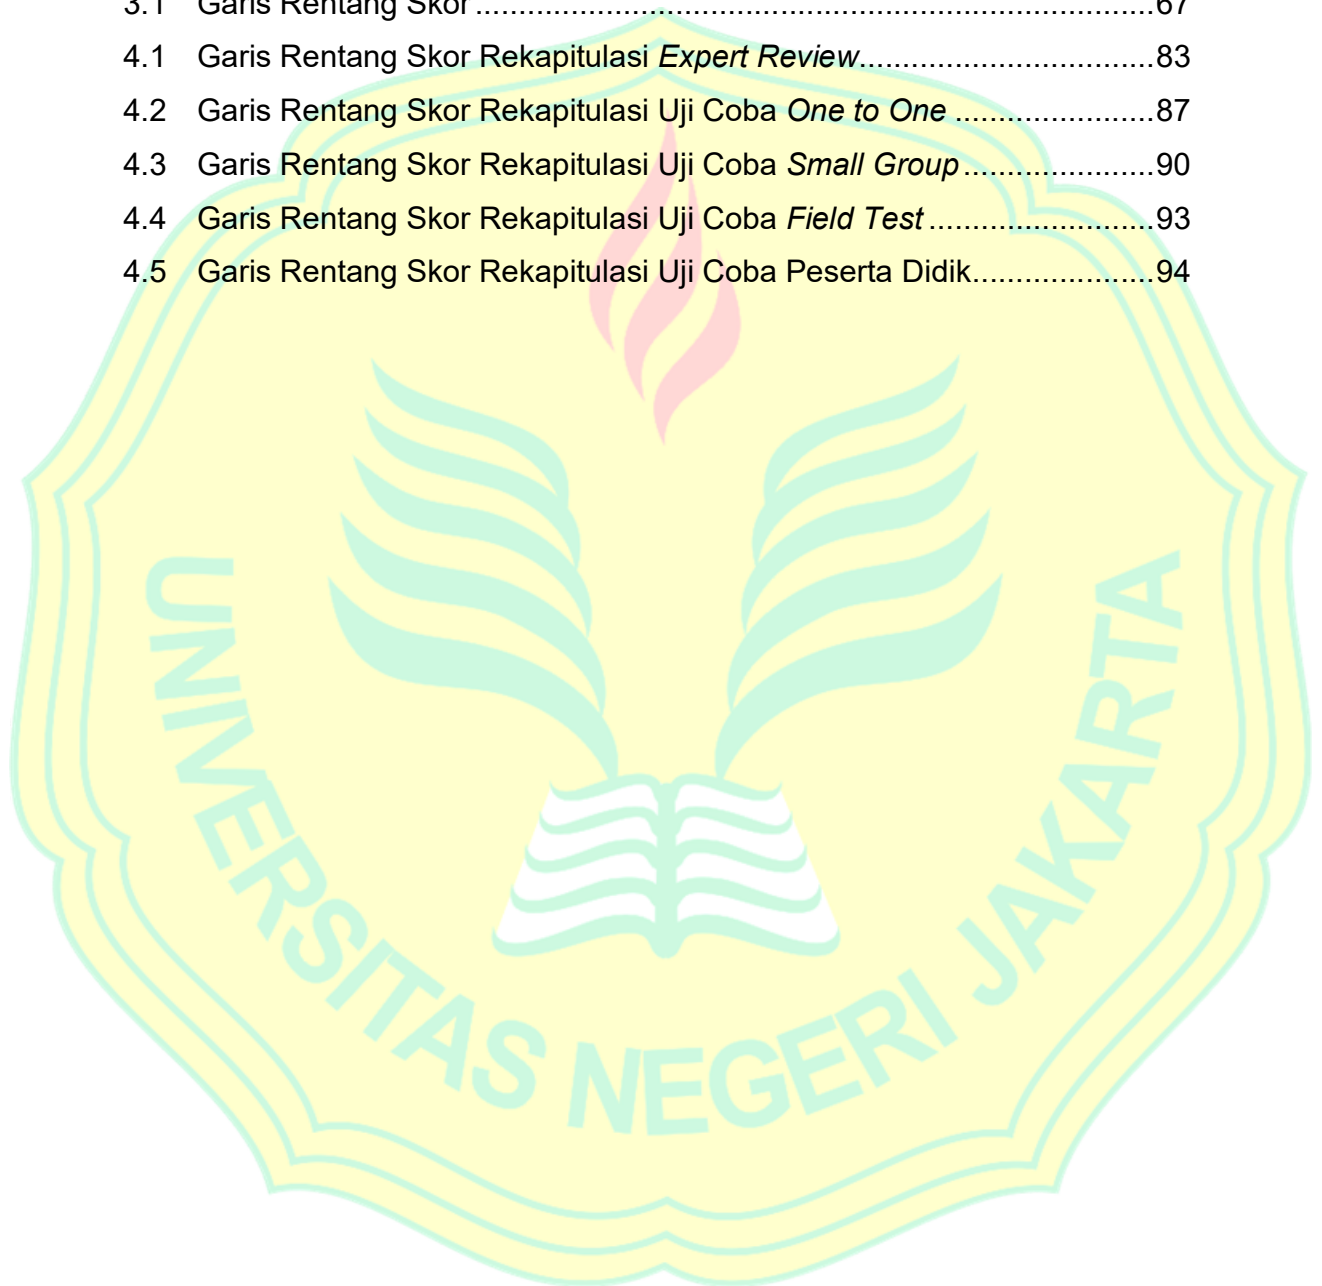 3.1 Garis Rentang Skor..............................................................................67
4.1 Garis Rentang Skor Rekapitulasi Expert Review..................................83
4.2 Garis Rentang Skor Rekapitulasi Uji Coba One to One .......................87
4.3 Garis Rentang Skor Rekapitulasi Uji Coba Small Group ......................90
4.4 Garis Rentang Skor Rekapitulasi Uji Coba Field Test ..........................93
4.5 Garis Rentang Skor Rekapitulasi Uji Coba Peserta Didik.....................94
UNIVERSITAS NEGERI JAKARTA